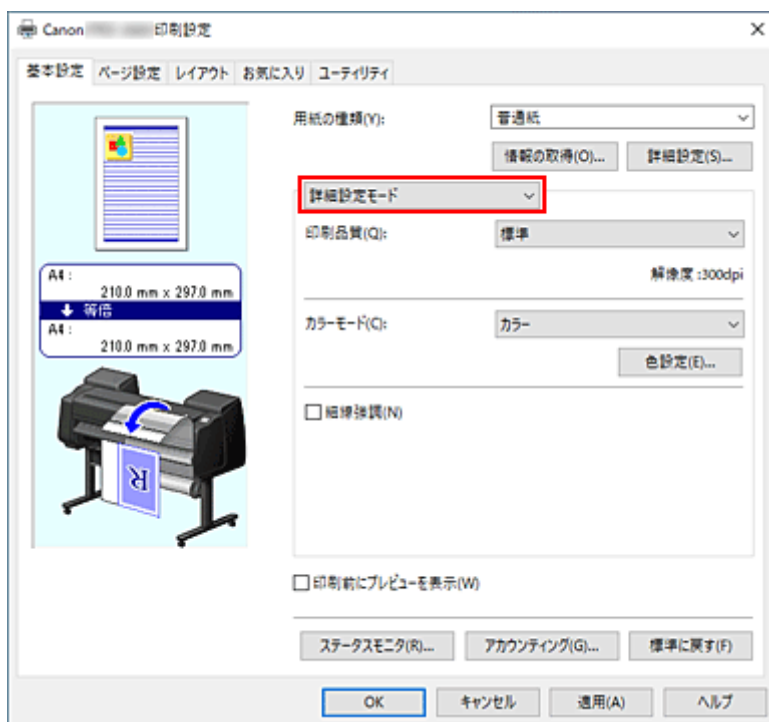 Canon 印刷設定
基本設定 ページ設定 レイアウト お気に入り ユーティリティ
用紙の種類(Y): 普通紙
情報の取得(O)... 詳細設定(S)...
詳細設定モード
印刷品質(Q): 標準
解像度 :300dpi
A4 :
210.0 mm x 297.0 mm
等倍
A4 :
210.0 mm x 297.0 mm
カラーモード(C): カラー
色設定(E)...
細線強調(N)
R
印刷前にプレビューを表示(W)
ステータスモニタ(R)... アカウンティング(G)... 標準に戻す(F)
OK キャンセル 適用(A) ヘルプ